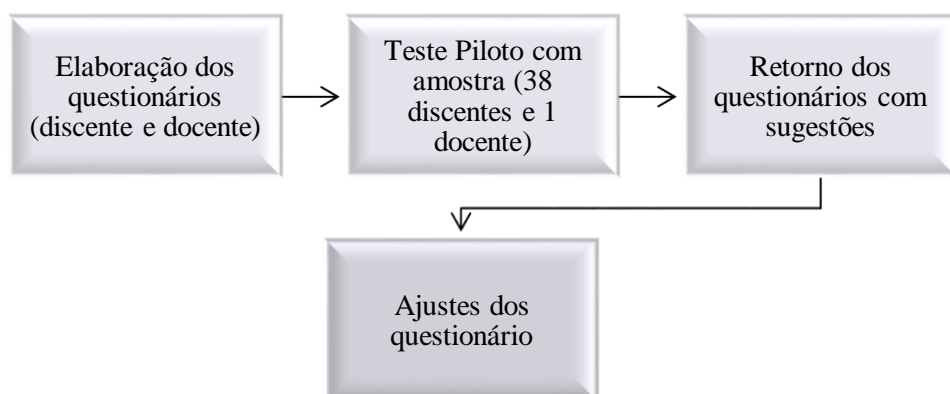 Elaboração dos
questionários
(discente e docente)
Teste Piloto com
amostra (38
discentes e 1
docente)
Retorno dos
questionários com
sugestões
Ajustes dos
questionário